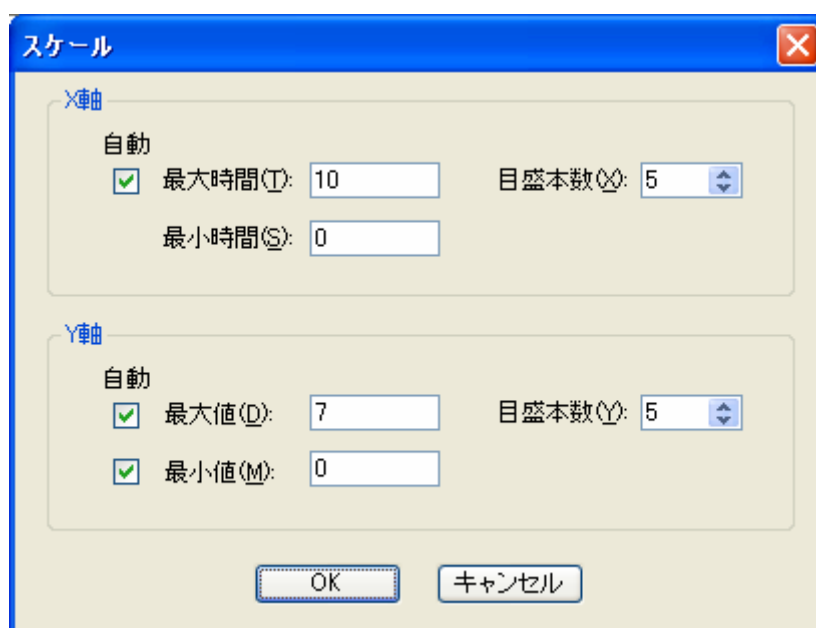 スケール
X軸
自動
最大時間(T): 10 目盛本数(X): 5
最小時間(S): 0
Y軸
自動
最大値(D): 7 目盛本数(Y): 5
最小値(M): 0
OK キャンセル